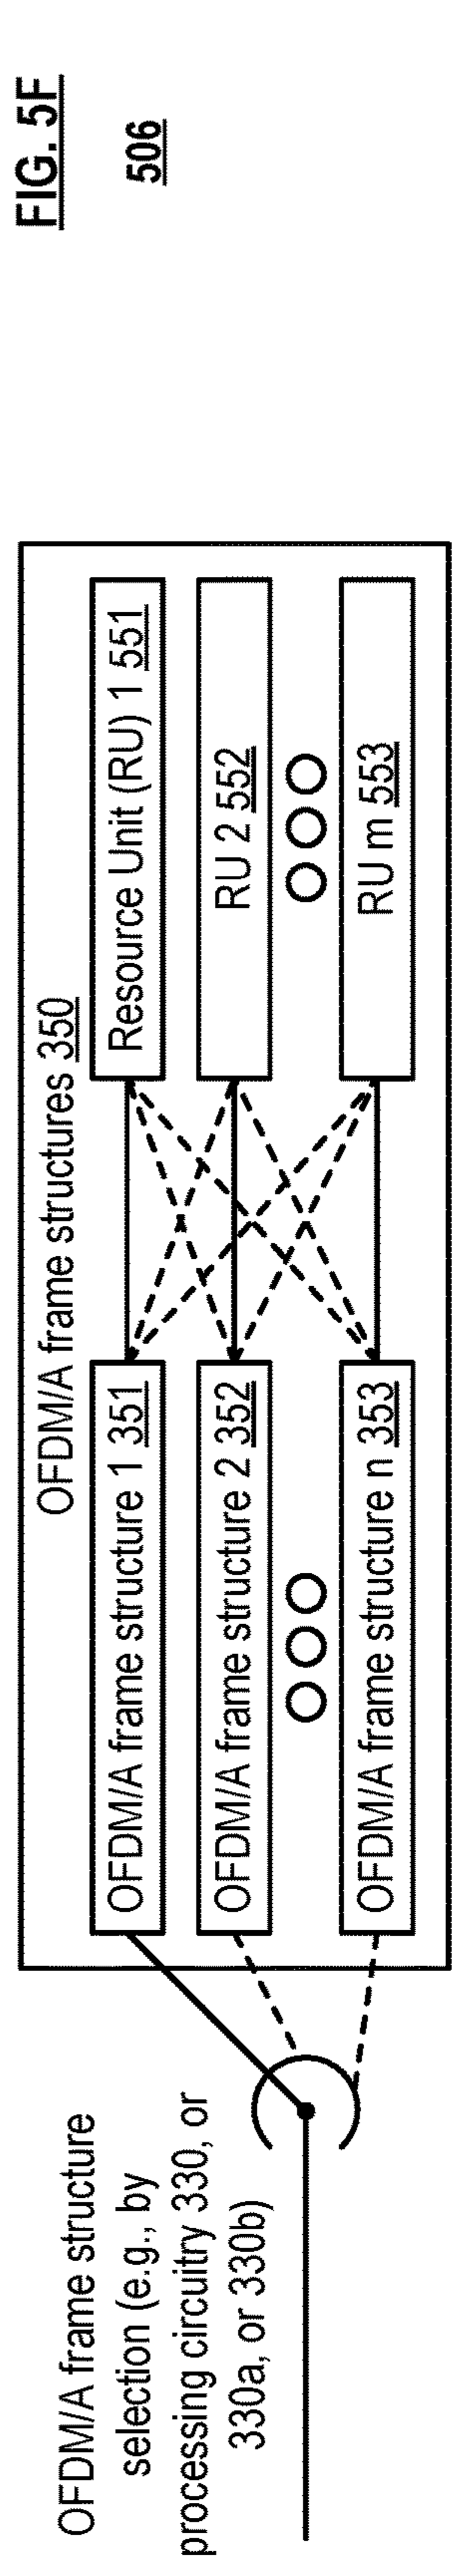 FIG. 5F
506
OFDM/A frame structures 350
OFDM/A frame structure
selection (e.g., by
processing circuitry 330, or
330a, or 330b)
OFDM/A frame structure 1 351
OFDM/A frame structure 2 352
OFDM/A frame structure n 353
Resource Unit (RU) 1 551
RU 2 552
RU m 553